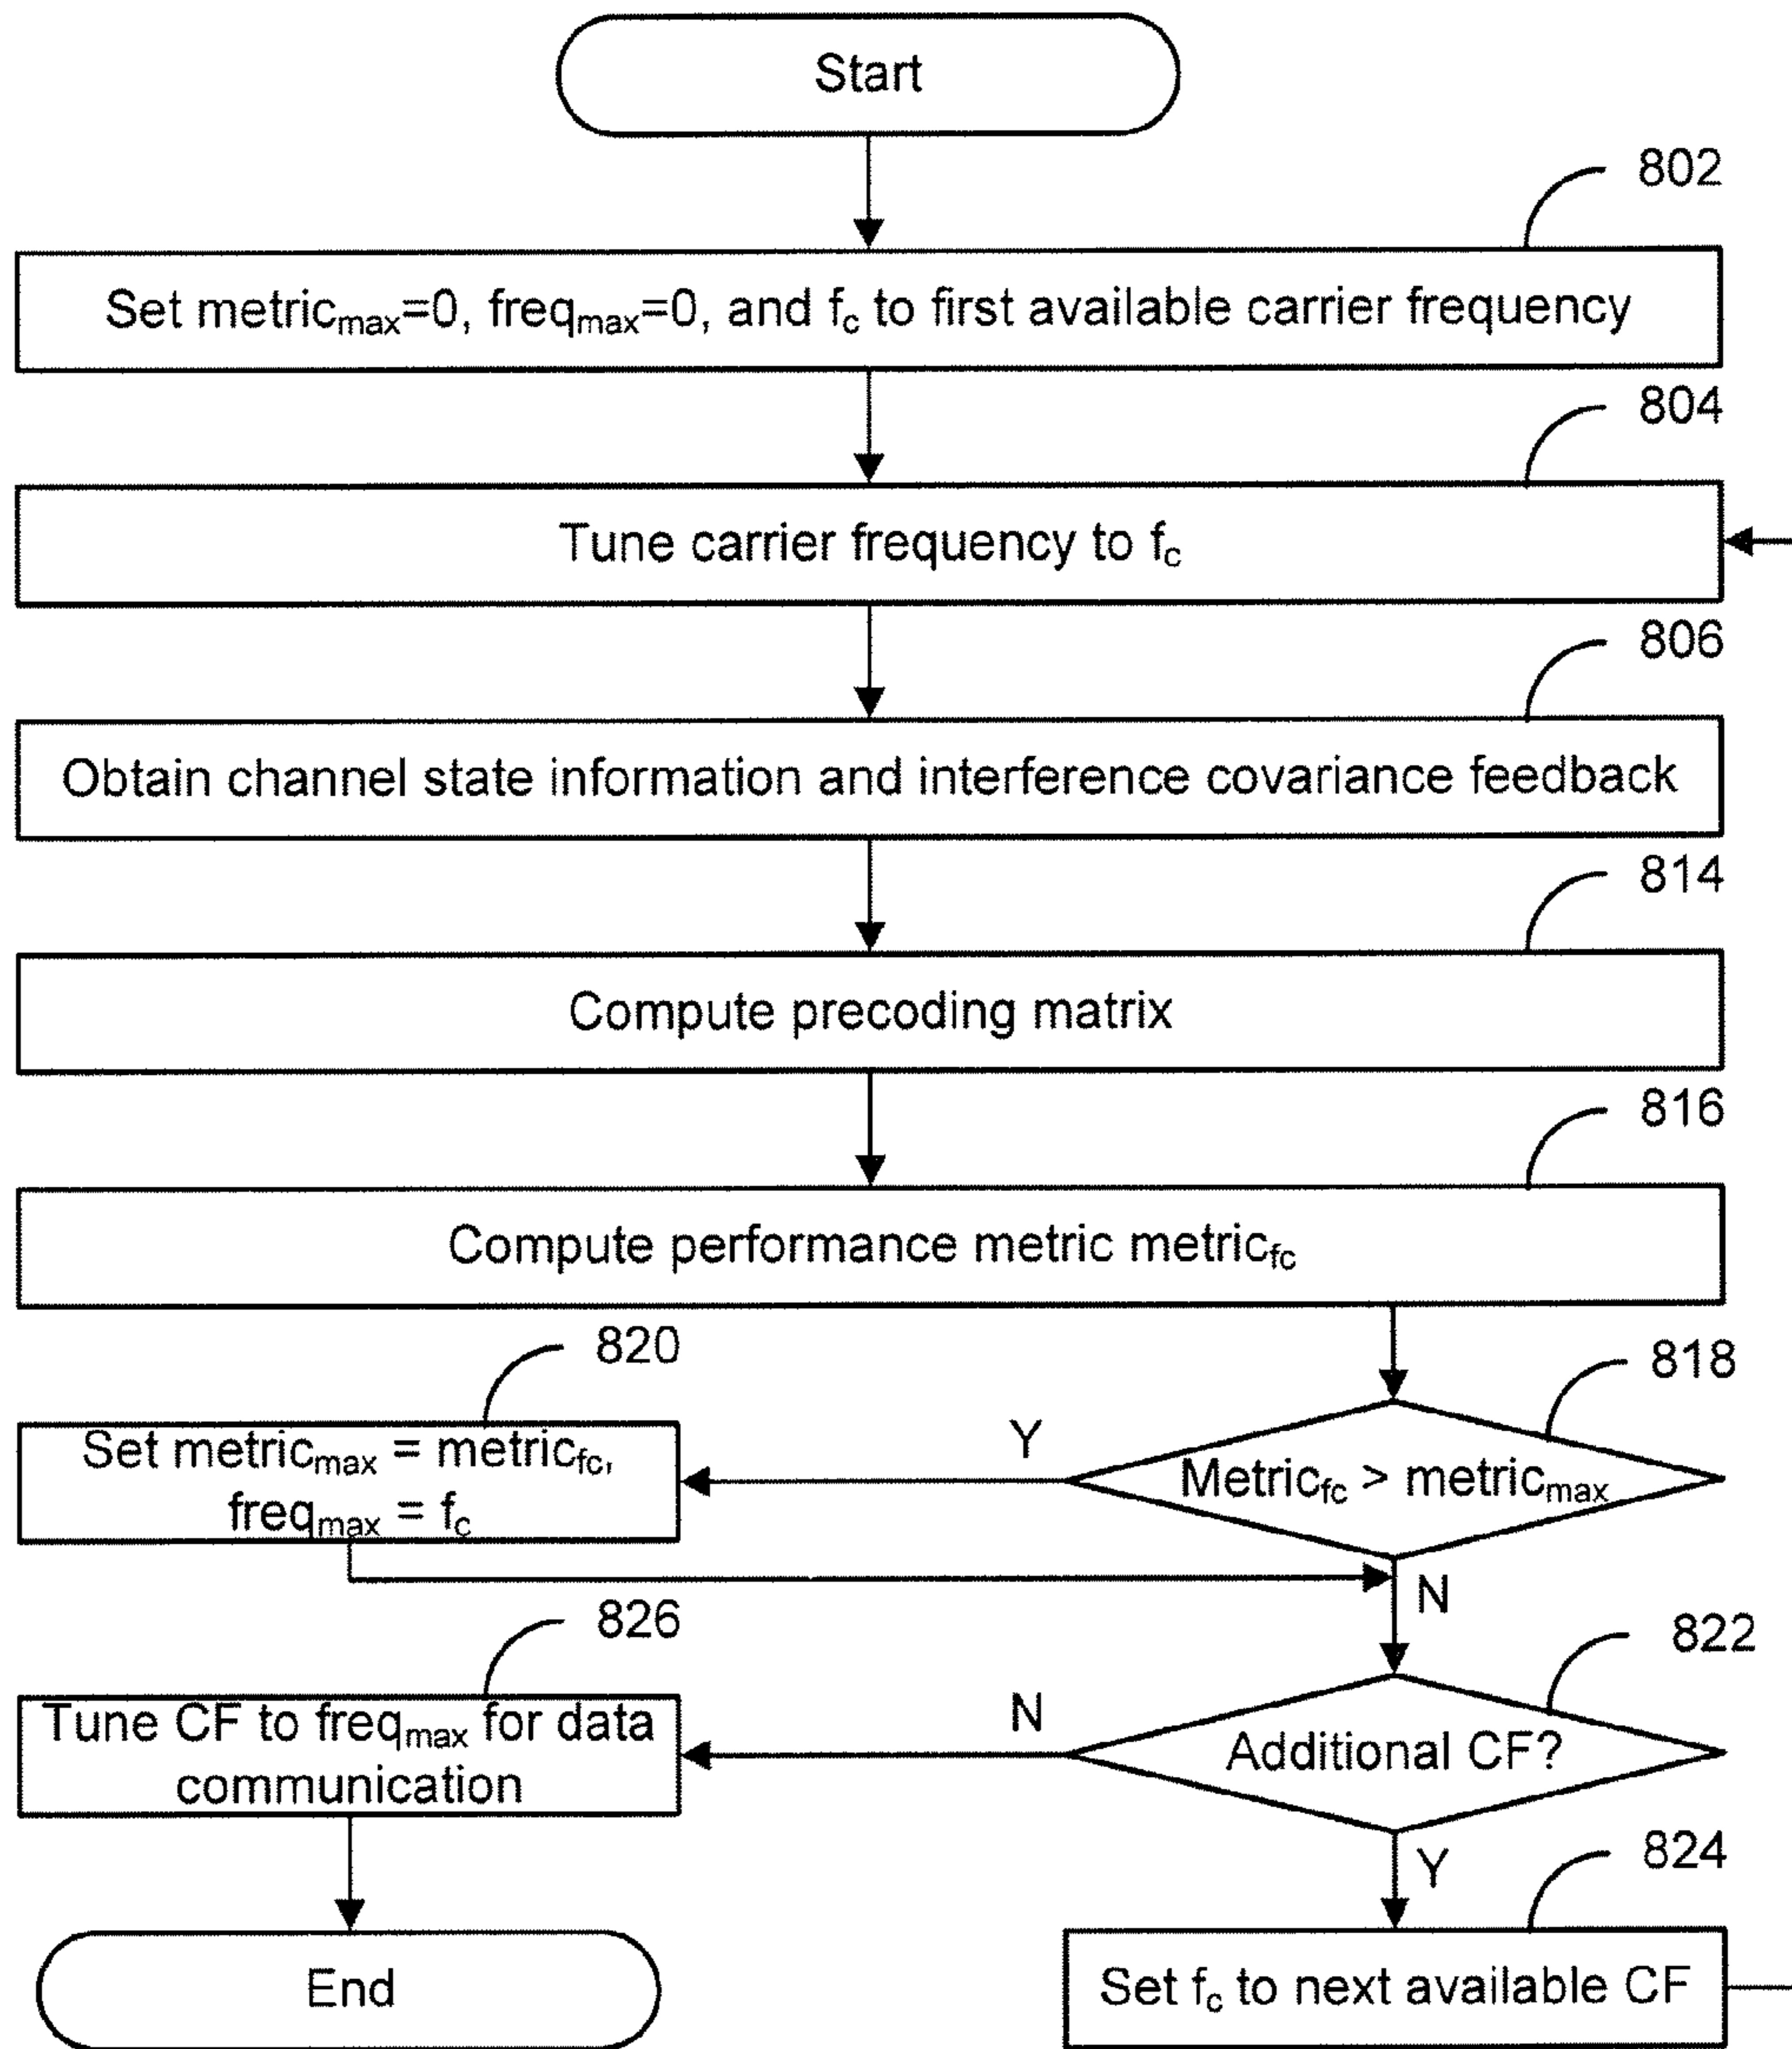 Start
802
Set metricmax=0, freqmax=0, and fc to first available carrier frequency
804
Tune carrier frequency to fc
806
Obtain channel state information and interference covariance feedback
814
Compute precoding matrix
816
Compute performance metric metricfc
820
818
Set metricmax = metricfc,
freqmax = fc
Y
Metricfc > metricmax
N
826
822
Tune CF to freqmax for data
communication
N
Additional CF?
Y
824
End
Set fc to next available CF